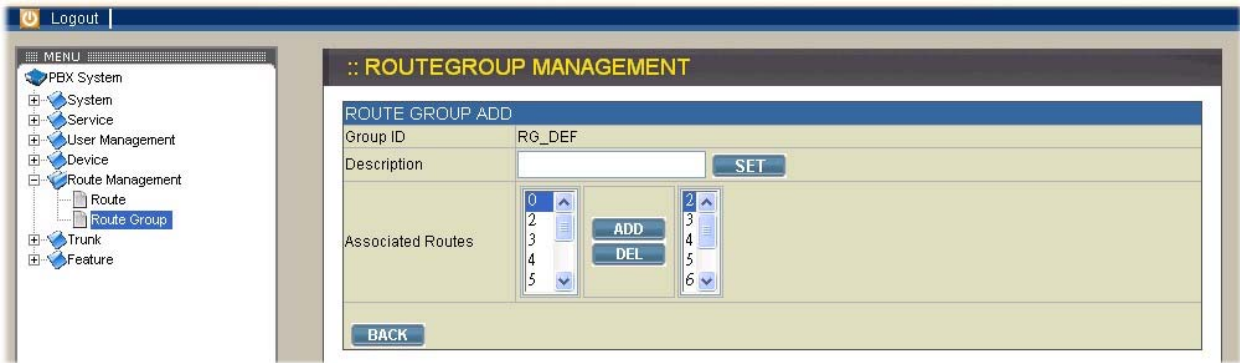 Logout
MENU
PBX System
System
Service
User Management
Device
Route Management
Route
Route Group
Trunk
Feature
:: ROUTEGROUP MANAGEMENT
ROUTE GROUP ADD
Group ID RG_DEF
Description SET
Associated Routes
0
2
3
4
5
ADD
DEL
2
3
4
5
6
BACK